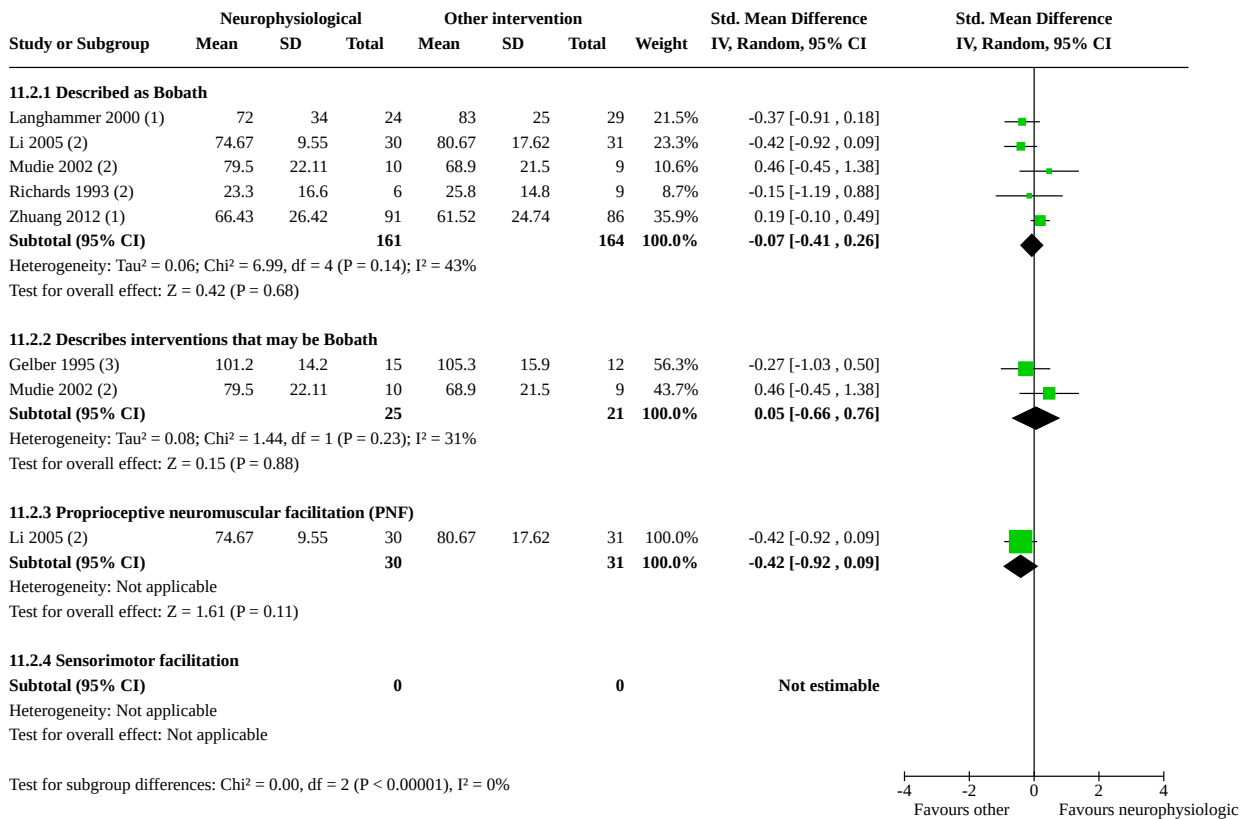 Neurophysiological Other intervention Std. Mean Difference Std. Mean Difference
Study or Subgroup Mean SD Total Mean SD Total Weight IV, Random, 95% CI IV, Random, 95% CI
11.2.1 Described as Bobath
Langhammer 2000 (1) 72 34 24 83 25 29 21.5% -0.37 [-0.91 , 0.18]
Li 2005 (2) 74.67 9.55 30 80.67 17.62 31 23.3% -0.42 [-0.92 , 0.09]
Mudie 2002 (2) 79.5 22.11 10 68.9 21.5 9 10.6% 0.46 [-0.45 , 1.38]
Richards 1993 (2) 23.3 16.6 6 25.8 14.8 9 8.7% -0.15 [-1.19 , 0.88]
Zhuang 2012 (1) 66.43 26.42 91 61.52 24.74 86 35.9% 0.19 [-0.10 , 0.49]
Subtotal (95% CI) 161 164 100.0% -0.07 [-0.41 , 0.26]
Heterogeneity: Tau² = 0.06; Chi² = 6.99, df = 4 (P = 0.14); I² = 43%
Test for overall effect: Z = 0.42 (P = 0.68)
11.2.2 Describes interventions that may be Bobath
Gelber 1995 (3) 101.2 14.2 15 105.3 15.9 12 56.3% -0.27 [-1.03 , 0.50]
Mudie 2002 (2) 79.5 22.11 10 68.9 21.5 9 43.7% 0.46 [-0.45 , 1.38]
Subtotal (95% CI) 25 21 100.0% 0.05 [-0.66 , 0.76]
Heterogeneity: Tau² = 0.08; Chi² = 1.44, df = 1 (P = 0.23); I² = 31%
Test for overall effect: Z = 0.15 (P = 0.88)
11.2.3 Proprioceptive neuromuscular facilitation (PNF)
Li 2005 (2) 74.67 9.55 30 80.67 17.62 31 100.0% -0.42 [-0.92 , 0.09]
Subtotal (95% CI) 30 31 100.0% -0.42 [-0.92 , 0.09]
Heterogeneity: Not applicable
Test for overall effect: Z = 1.61 (P = 0.11)
11.2.4 Sensorimotor facilitation
Subtotal (95% CI) 0 0 Not estimable
Heterogeneity: Not applicable
Test for overall effect: Not applicable
Test for subgroup differences: Chi² = 0.00, df = 2 (P < 0.00001), I² = 0%
-4 -2 0 2 4
Favours other Favours neurophysiologic